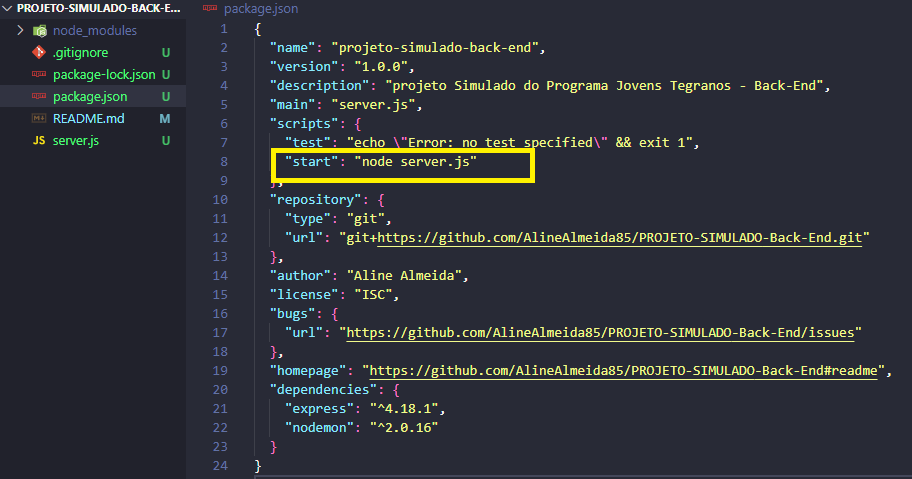 PROJETO-SIMULADO-BACK-E...
node_modules
.gitignore U
package-lock.json U
package.json U
README.md M
JS server.js U
package.json
1 {
2 "name": "projeto-simulado-back-end",
3 "version": "1.0.0",
4 "description": "projeto Simulado do Programa Jovens Tegranos - Back-End",
5 "main": "server.js",
6 "scripts": {
7 "test": "echo \"Error: no test specified\" && exit 1",
8 "start": "node server.js"
9 },
10 "repository": {
11 "type": "git",
12 "url": "git+https://github.com/AlineAlmeida85/PROJETO-SIMULADO-Back-End.git"
13 },
14 "author": "Aline Almeida",
15 "license": "ISC",
16 "bugs": {
17 "url": "https://github.com/AlineAlmeida85/PROJETO-SIMULADO-Back-End/issues"
18 },
19 "homepage": "https://github.com/AlineAlmeida85/PROJETO-SIMULADO-Back-End#readme",
20 "dependencies": {
21 "express": "^4.18.1",
22 "nodemon": "^2.0.16"
23 }
24 }